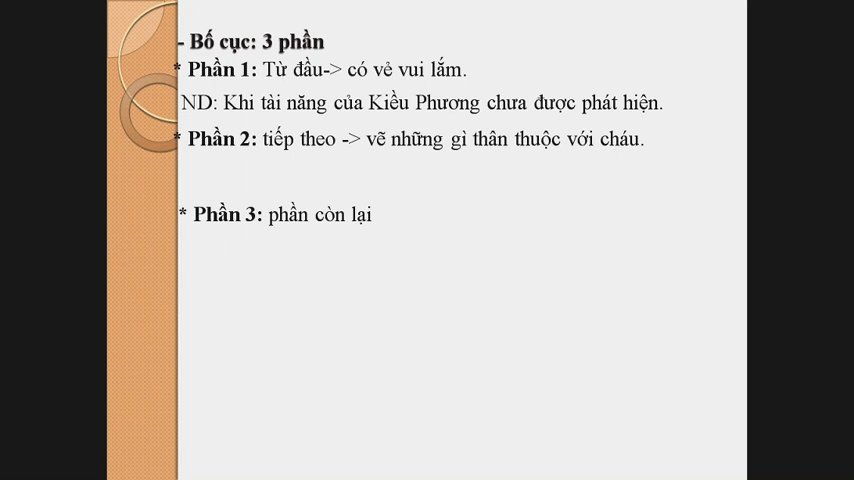 - Bố cục: 3 phần
* Phần 1: Từ đầu-> có vẻ vui lắm.
ND: Khi tài năng của Kiều Phương chưa được phát hiện.
* Phần 2: tiếp theo -> vẽ những gì thân thuộc với cháu.
* Phần 3: phần còn lại